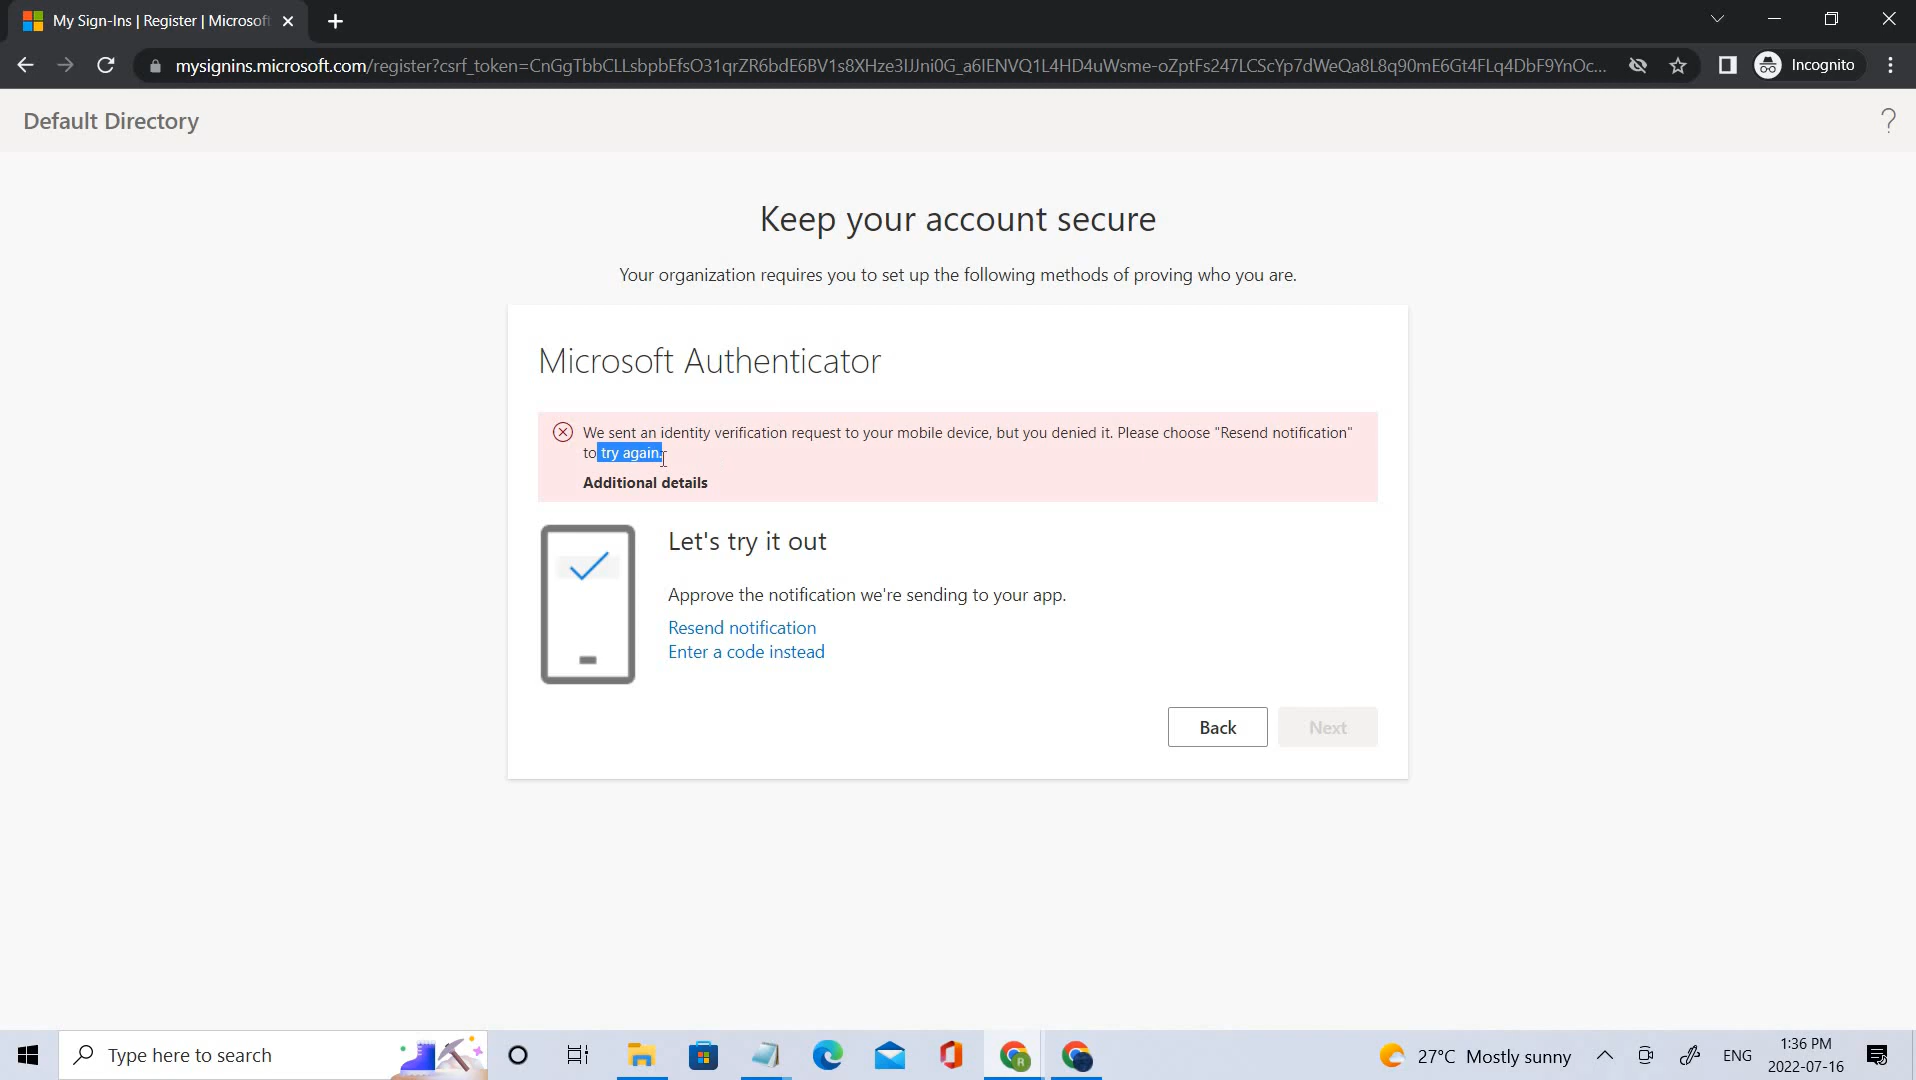 My Sign-Ins | Register | Microsoft
mysignins.microsoft.com/register?csrf_token=
Incognito
Default Directory
?
Keep your account secure
Your organization requires you to set up the following methods of proving who you are.
Microsoft Authenticator
We sent an identity verification request to your mobile device, but you denied it. Please choose "Resend notification"
to try again.
Additional details
Let's try it out
Approve the notification we're sending to your app.
Resend notification
Enter a code instead
Back
Next
Type here to search
27°C Mostly sunny
ENG
1:36 PM
2022-07-16